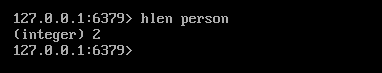 127.0.0.1:6379> hlen person
(integer) 2
127.0.0.1:6379>